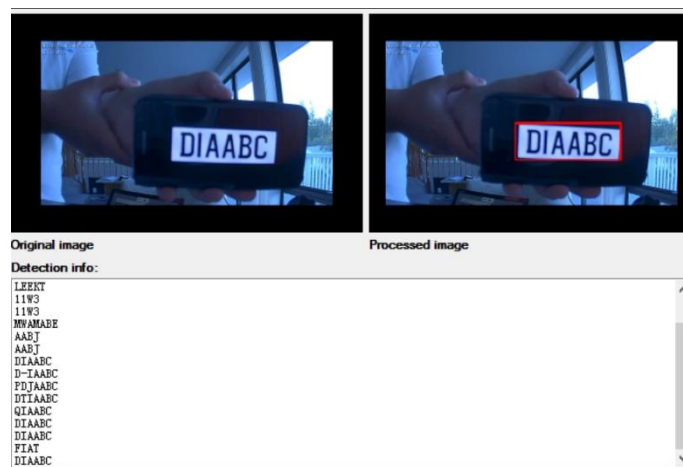 DIAABC
DIAABC
Original image
Processed image
Detection info:
LEEKT
11W3
11W3
MWAMABE
AABJ
AABJ
DIAABC
D-IAABC
PDJAABC
DTIAABC
QIAABC
DIAABC
DIAABC
FIAT
DIAABC